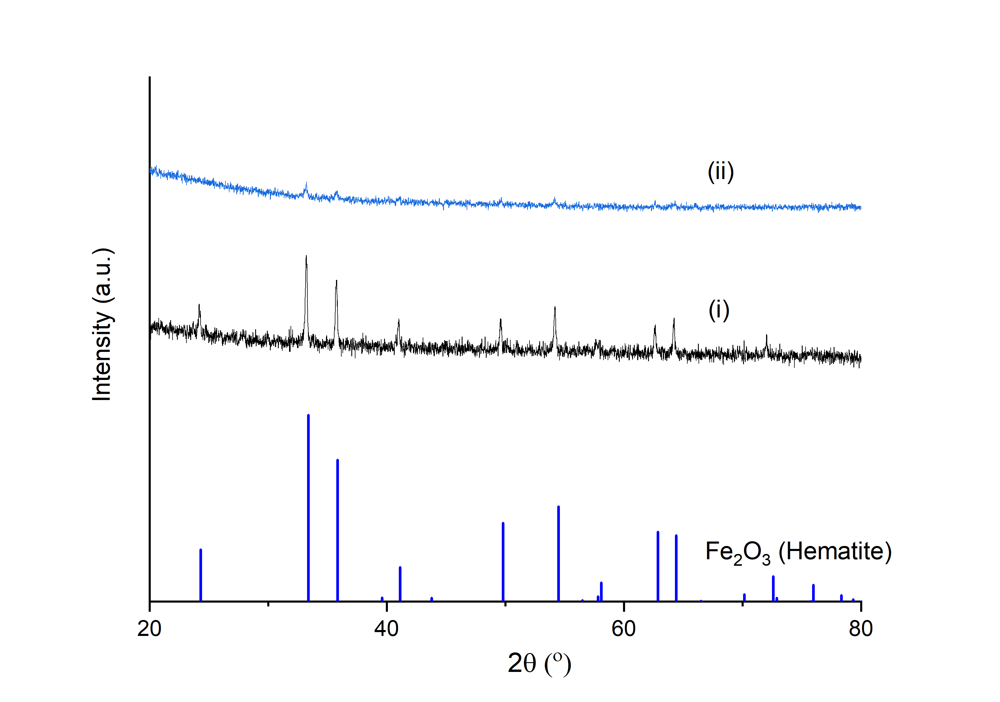 (ii)
(i)
Intensity (a.u.)
Fe₂O₃ (Hematite)
20 40 60 80
2θ (º)